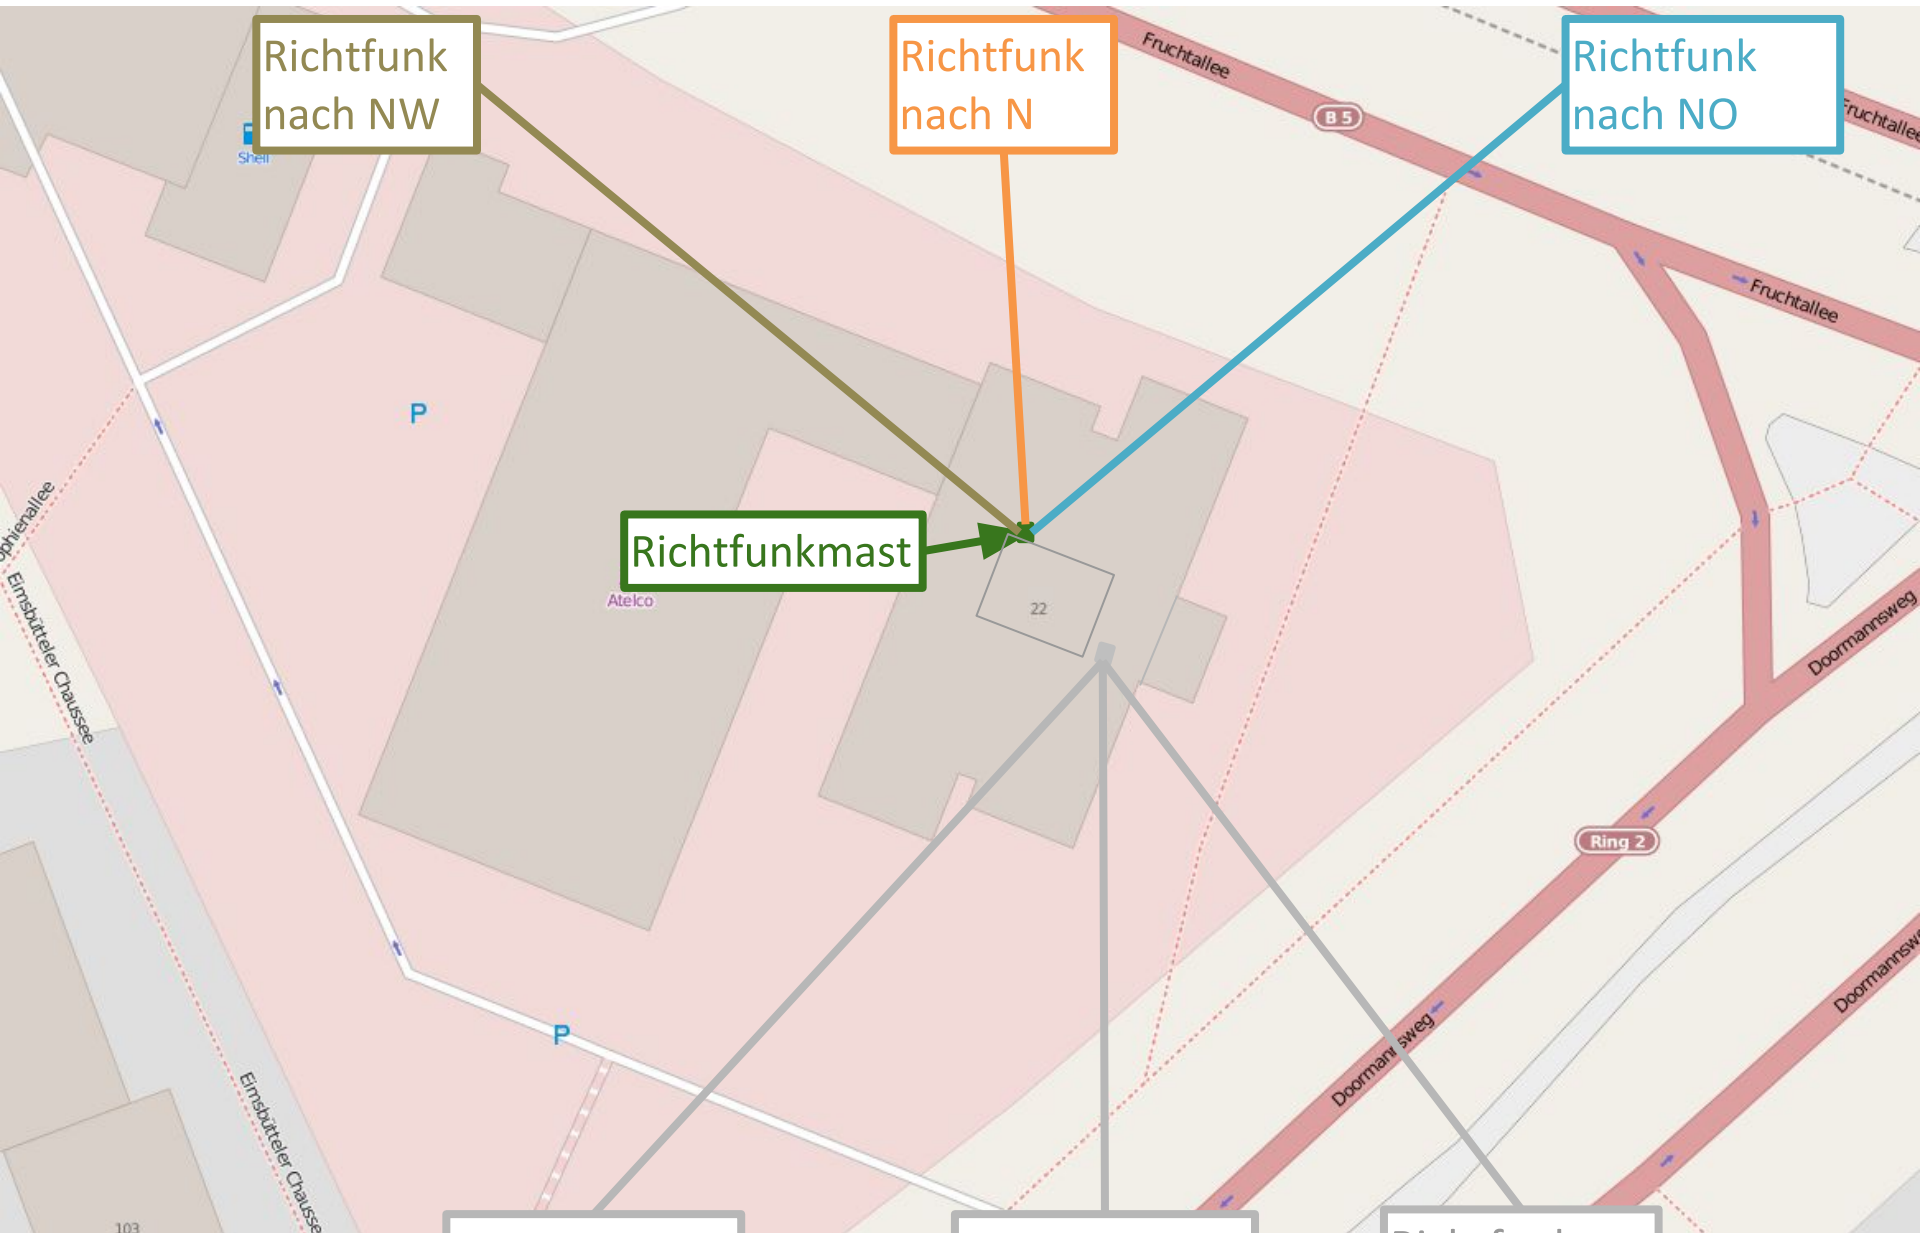 Richtfunk
nach NW
Richtfunk
nach N
Richtfunk
nach NO
Fruchtallee
B 5
Fruchtallee
Shell
Fruchtallee
P
Richtfunkmast
Atelco
22
Eimsbütteler Chaussee
Doormannsweg
Ring 2
Doormannsweg
P
Doormannsweg
Eimsbütteler Chaussee
103